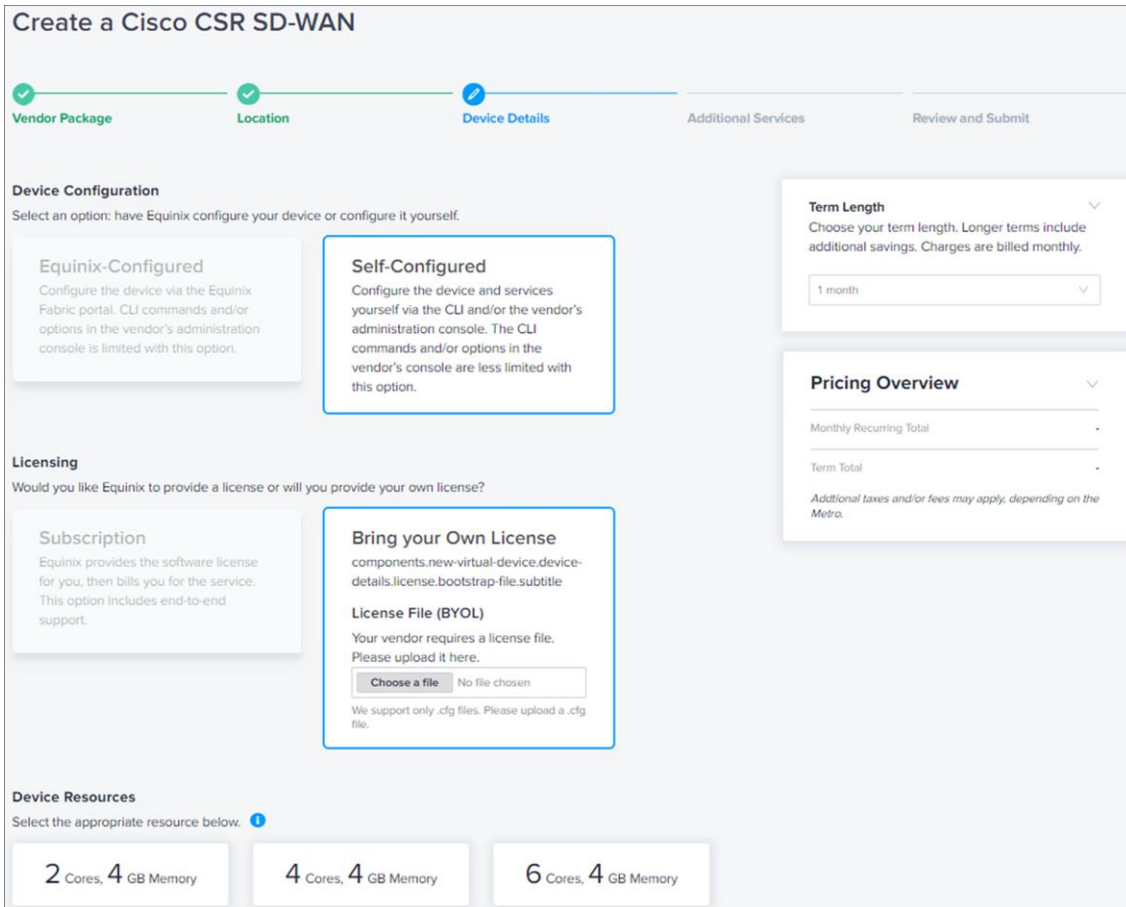 Create a Cisco CSR SD-WAN
Vendor Package
Location
Device Details
Additional Services
Review and Submit
Device Configuration
Select an option: have Equinix configure your device or configure it yourself.
Equinix-Configured
Configure the device via the Equinix
Fabric portal. CLI commands and/or
options in the vendor's administration
console is limited with this option.
Self-Configured
Configure the device and services
yourself via the CLI and/or the vendor's
administration console. The CLI
commands and/or options in the
vendor's console are less limited with
this option.
Term Length
Choose your term length. Longer terms include
additional savings. Charges are billed monthly.
1 month
Pricing Overview
Monthly Recurring Total -
Term Total -
Addtional taxes and/or fees may apply, depending on the
Metro.
Licensing
Would you like Equinix to provide a license or will you provide your own license?
Subscription
Equinix provides the software license
for you, then bills you for the service.
This option includes end-to-end
support.
Bring your Own License
components.new-virtual-device.device-
details.license.bootstrap-file.subtitle
License File (BYOL)
Your vendor requires a license file.
Please upload it here.
Choose a file No file chosen
We support only .cfg files. Please upload a .cfg
file.
Device Resources
Select the appropriate resource below.
2 Cores, 4 GB Memory
4 Cores, 4 GB Memory
6 Cores, 4 GB Memory